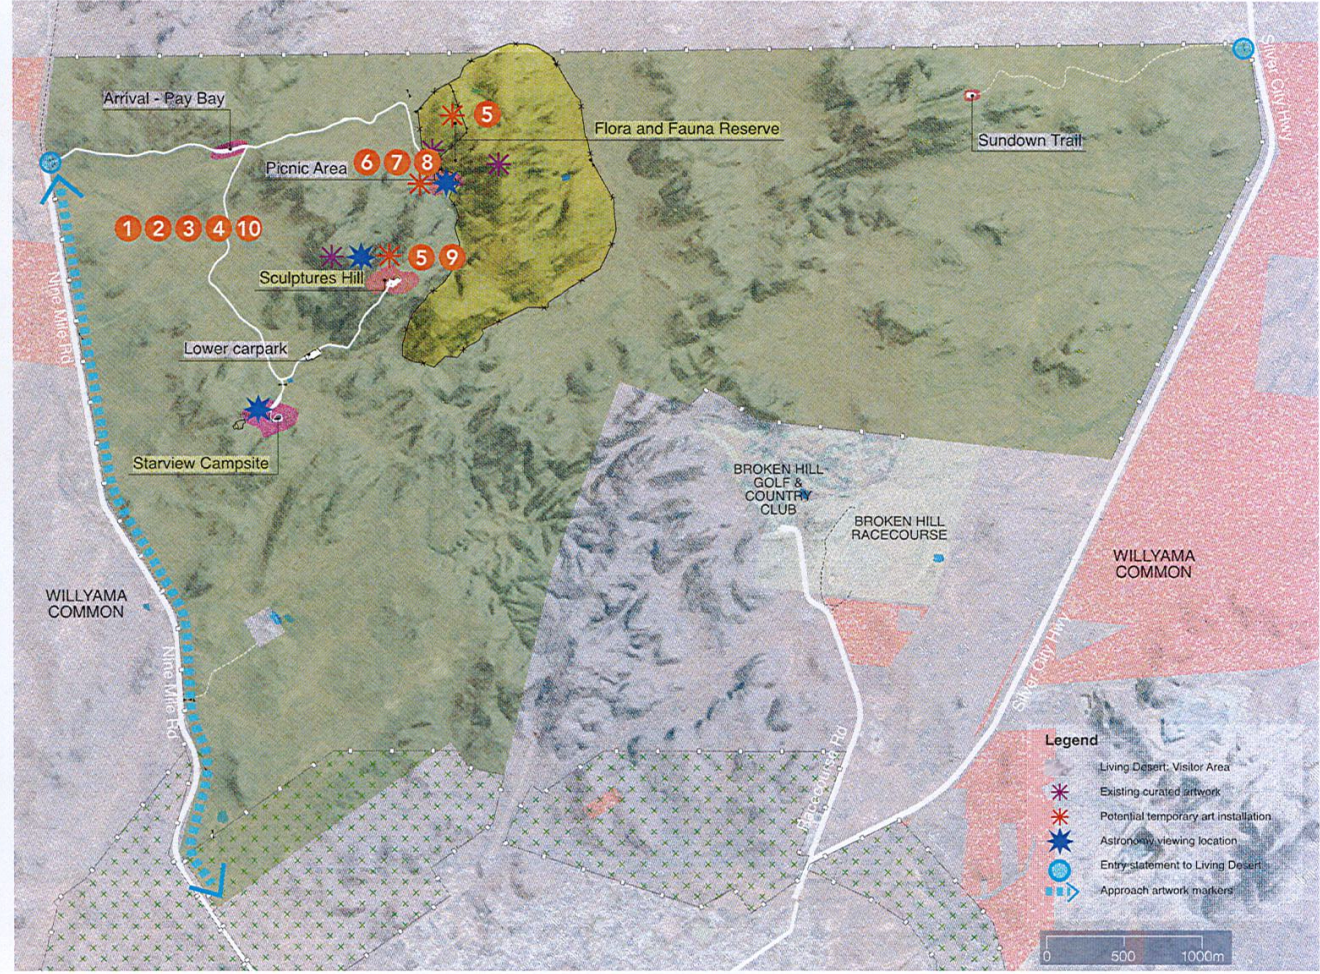 Silver City Hwy
Arrival - Pay Bay
5
Flora and Fauna Reserve
Sundown Trail
Picnic Area
6 7 8
1 2 3 4 10
5 9
Sculptures Hill
Nine Mile Rd
Lower carpark
Starview Campsite
BROKEN HILL
GOLF &
COUNTRY
CLUB
BROKEN HILL
RACECOURSE
WILLYAMA
COMMON
WILLYAMA
COMMON
Nine Mile Rd
Silver City Hwy
Racecourse Rd
Legend
Living Desert: Visitor Area
Existing curated artwork
Potential temporary art installation
Astronomy viewing location
Entry statement to Living Desert
Approach artwork markers
0 500 1000m